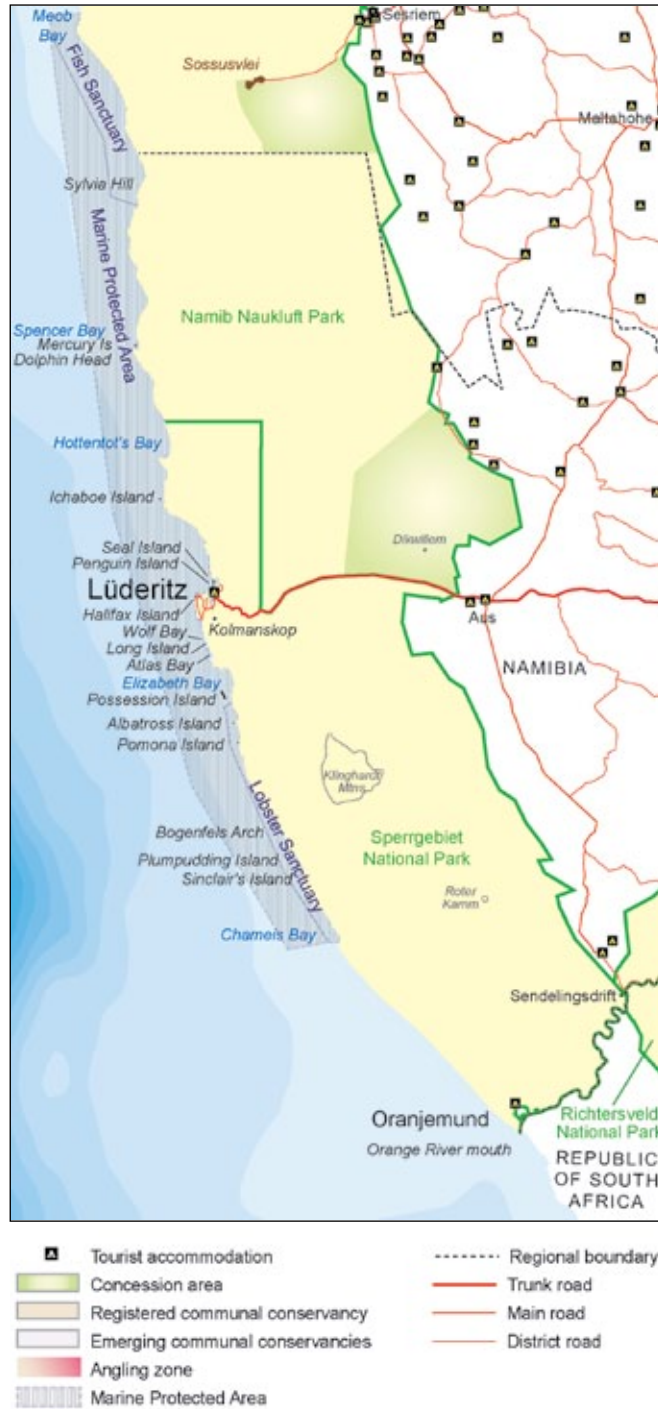 Meob
Bay
Sesriem
Sossusvlei
Fish Sanctuary
Maltahohe
Sylvia Hill
Marine Protected Area
Namib Naukluft Park
Spencer Bay
Mercury Is
Dolphin Head
Hottentot's Bay
Ichaboe Island
Dikwillem
Seal Island
Penguin Island
Lüderitz
Halifax Island
Kolmanskop
Aus
Wolf Bay
Long Island
Atlas Bay
NAMIBIA
Elizabeth Bay
Possession Island
Albatross Island
Pomona Island
Klinghardt
Mtns
Lobster Sanctuary
Bogenfels Arch
Sperrgebiet
National Park
Plumpudding Island
Sinclair's Island
Roter
Kamm
Chameis Bay
Sendelingsdrift
Oranjemund
Orange River mouth
Richtersveld
National Park
REPUBLIC
OF SOUTH
AFRICA
Tourist accommodation
Concession area
Registered communal conservancy
Emerging communal conservancies
Angling zone
Marine Protected Area
Regional boundary
Trunk road
Main road
District road